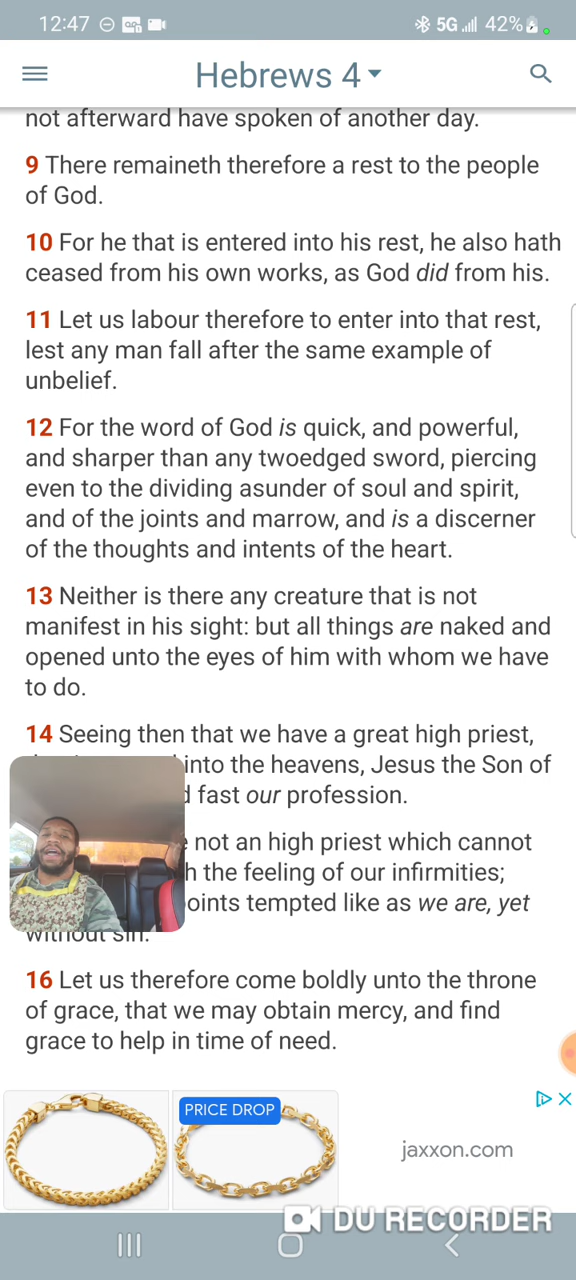 12:47 5G 42%
Hebrews 4
not afterward have spoken of another day.
9 There remaineth therefore a rest to the people
of God.
10 For he that is entered into his rest, he also hath
ceased from his own works, as God did from his.
11 Let us labour therefore to enter into that rest,
lest any man fall after the same example of
unbelief.
12 For the word of God is quick, and powerful,
and sharper than any twoedged sword, piercing
even to the dividing asunder of soul and spirit,
and of the joints and marrow, and is a discerner
of the thoughts and intents of the heart.
13 Neither is there any creature that is not
manifest in his sight: but all things are naked and
opened unto the eyes of him with whom we have
to do.
14 Seeing then that we have a great high priest,
into the heavens, Jesus the Son of
fast our profession.
not an high priest which cannot
the feeling of our infirmities;
tempted like as we are, yet
without sin.
16 Let us therefore come boldly unto the throne
of grace, that we may obtain mercy, and find
grace to help in time of need.
PRICE DROP
jaxxon.com
DU RECORDER